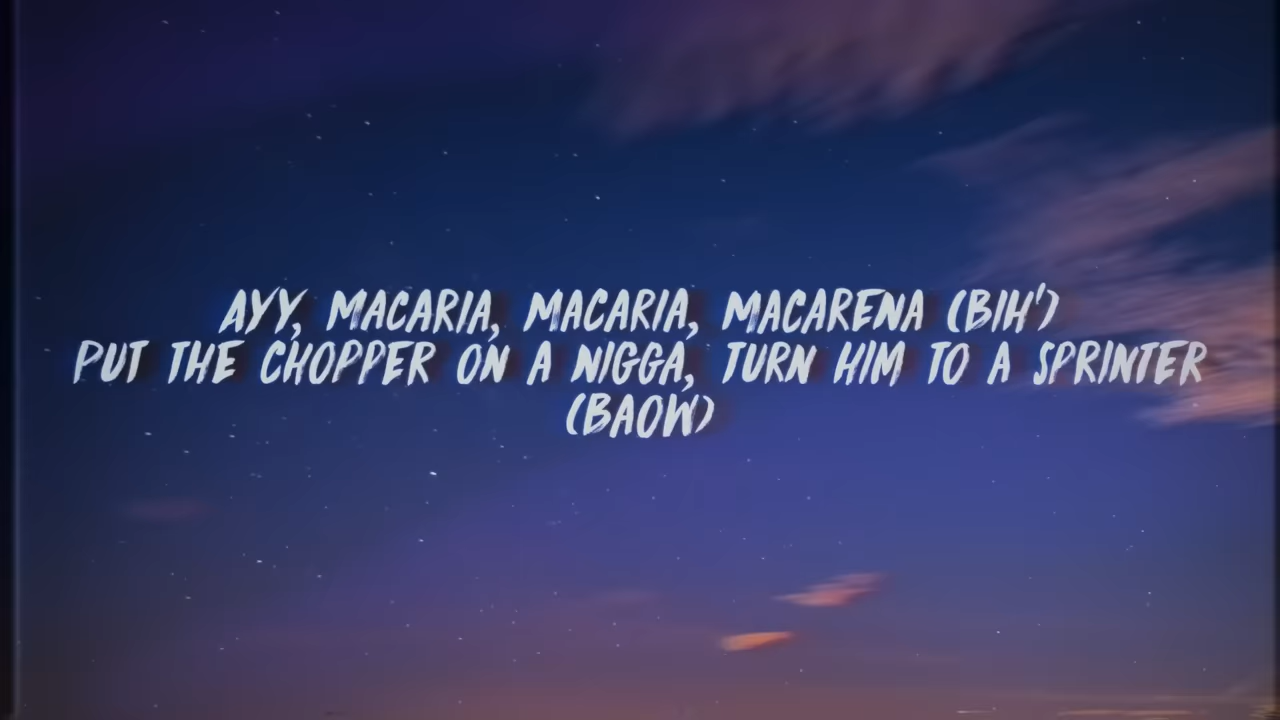 AYY, MACARIA, MACARIA, MACARENA (BIH')
PUT THE CHOPPER ON A NIGGA, TURN HIM TO A SPRINTER
(BAOW)